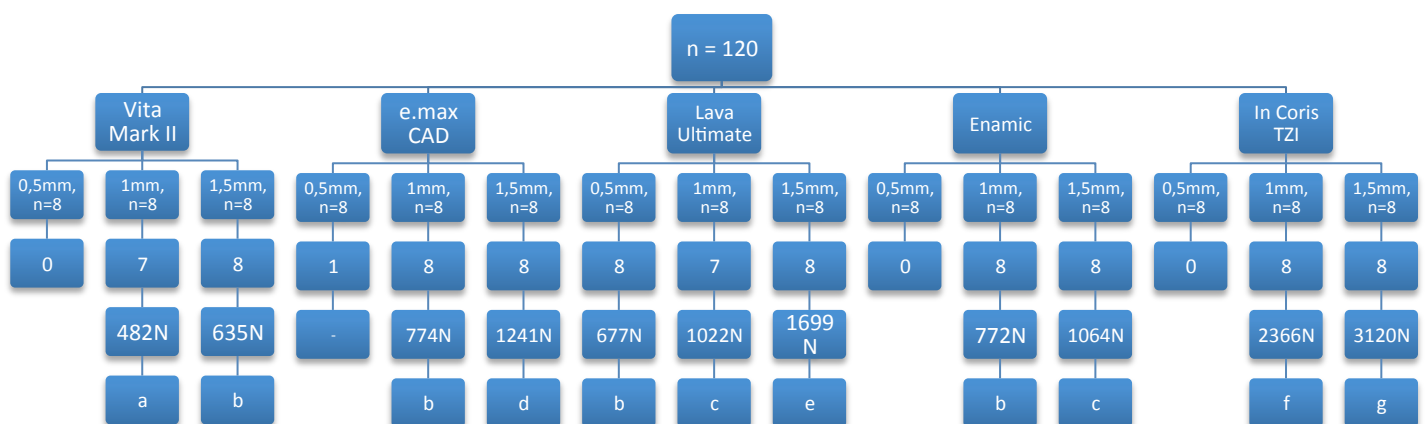 n = 120
Vita
Mark II
e.max
CAD
Lava
Ultimate
Enamic
In Coris
TZI
0,5mm,
n=8
1mm,
n=8
1,5mm,
n=8
0,5mm,
n=8
1mm,
n=8
1,5mm,
n=8
0,5mm,
n=8
1mm,
n=8
1,5mm,
n=8
0,5mm,
n=8
1mm,
n=8
1,5mm,
n=8
0,5mm,
n=8
1mm,
n=8
1,5mm,
n=8
0
7
8
1
8
8
8
7
8
0
8
8
0
8
8
482N
635N
-
774N
1241N
677N
1022N
1699
N
772N
1064N
2366N
3120N
a
b
b
d
b
c
e
b
c
f
g